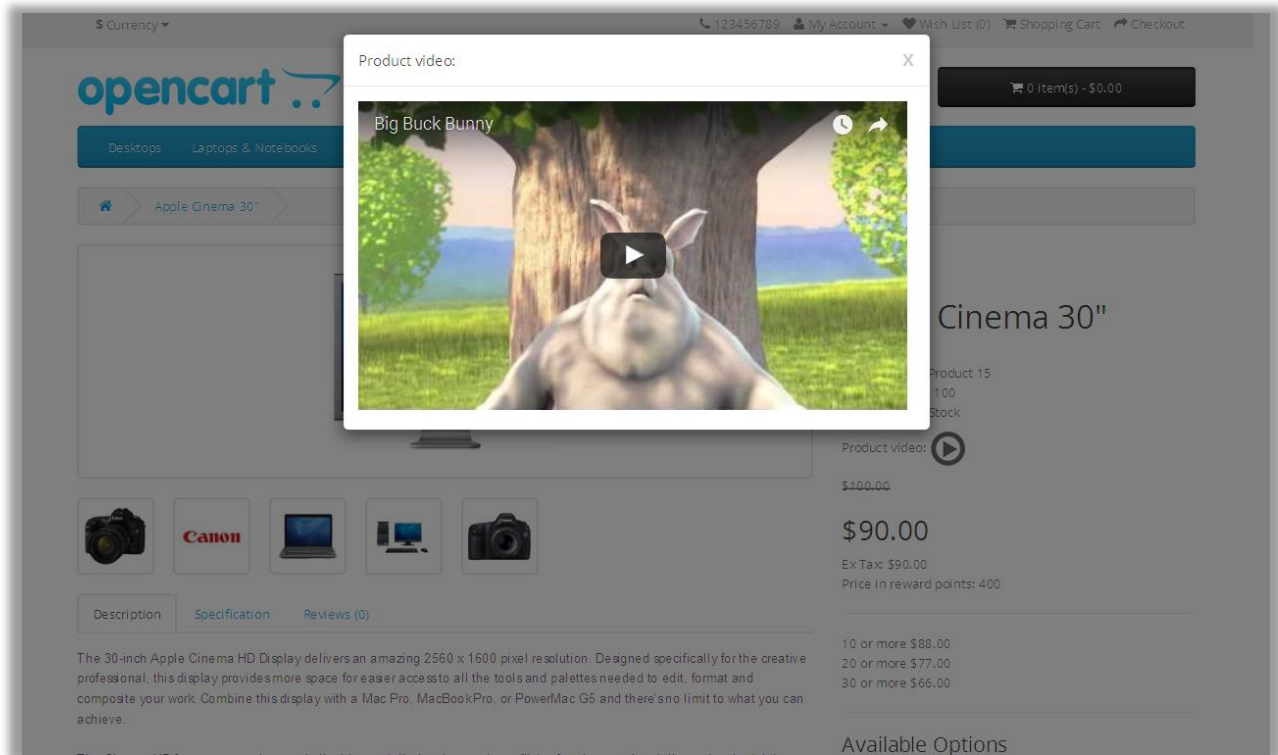 $ Currency
123456789 My Account Wish List (0) Shopping Cart Checkout
Product video: X
opencart
0 item(s) - $0.00
Big Buck Bunny
Desktops Laptops & Notebooks
Apple Cinema 30"
Cinema 30"
Product 15
100
Stock
Product video:
$100.00
Canon
$90.00
Ex Tax: $90.00
Price in reward points: 400
Description Specification Reviews (0)
10 or more $88.00
20 or more $77.00
30 or more $66.00
The 30-inch Apple Cinema HD Display delivers an amazing 2560 x 1600 pixel resolution. Designed specifically for the creative
professional, this display provides more space for easier access to all the tools and palettes needed to edit, format and
composite your work. Combine this display with a Mac Pro, MacBook Pro, or PowerMac G5 and there's no limit to what you can
achieve.
Available Options